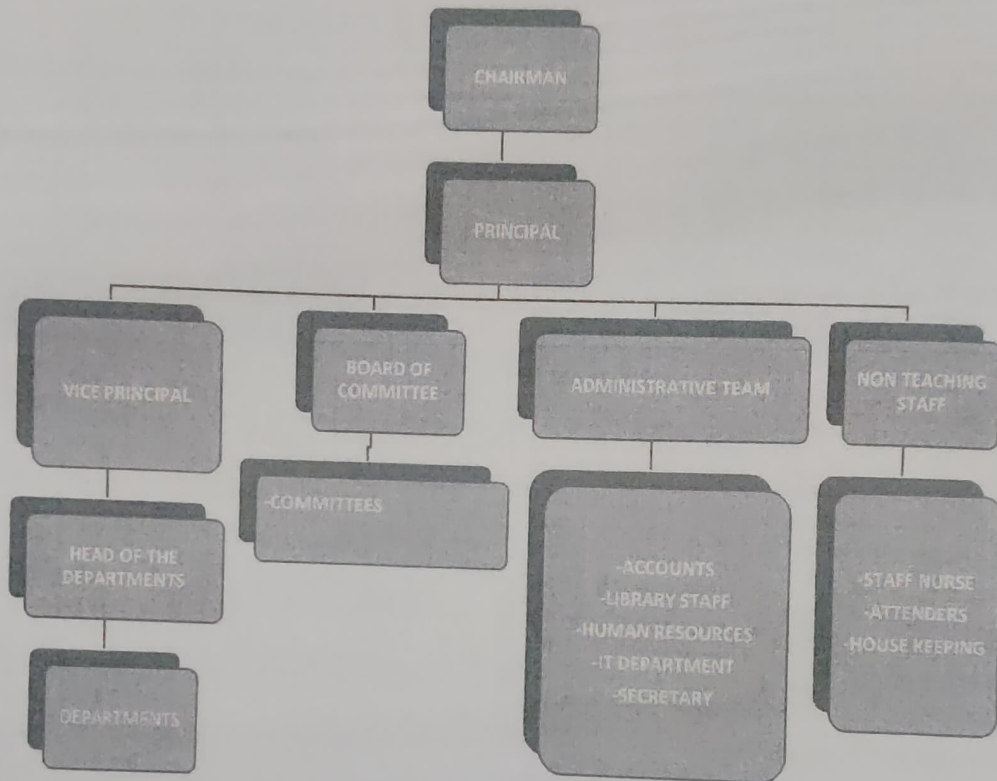 CHAIRMAN
PRINCIPAL
VICE PRINCIPAL
BOARD OF
COMMITTEE
ADMINISTRATIVE TEAM
NON TEACHING
STAFF
HEAD OF THE
DEPARTMENTS
-COMMITTEES
-ACCOUNTS
-LIBRARY STAFF
-HUMAN RESOURCES
-IT DEPARTMENT
-SECRETARY
-STAFF NURSE
-ATTENDERS
-HOUSE KEEPING
DEPARTMENTS